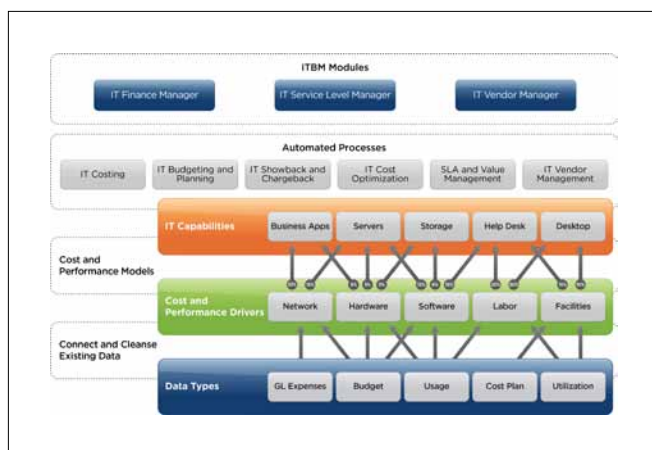 ITBM Modules
IT Finance Manager
IT Service Level Manager
IT Vendor Manager
Automated Processes
IT Costing
IT Budgeting and
Planning
IT Showback and
Chargeback
IT Cost
Optimization
SLA and Value
Management
IT Vendor
Management
IT Capabilities
Business Apps
Servers
Storage
Help Desk
Desktop
Cost and
Performance Models
Cost and
Performance Drivers
Network
Hardware
Software
Labor
Facilities
Connect and Cleanse
Existing Data
Data Types
GL Expenses
Budget
Usage
Cost Plan
Utilization